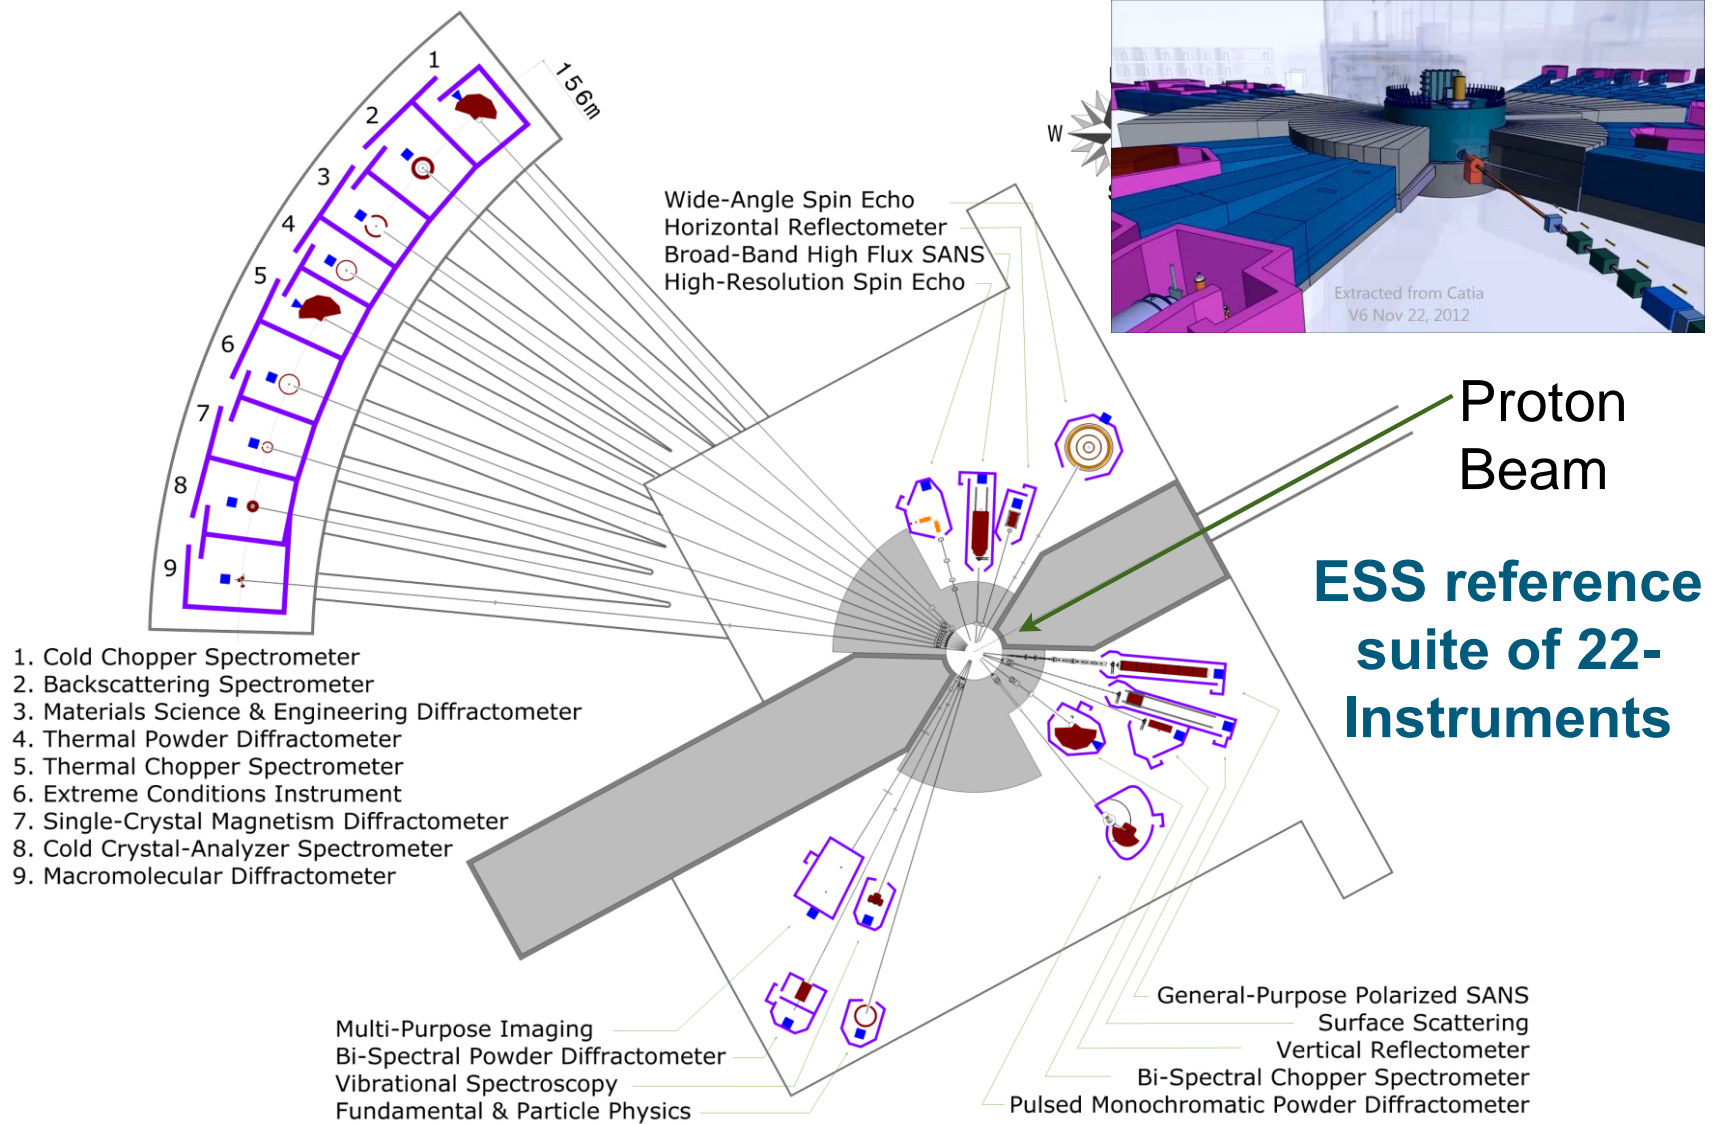 1
156m
2
3
4
5
6
7
8
9
W
Wide-Angle Spin Echo
Horizontal Reflectometer
Broad-Band High Flux SANS
High-Resolution Spin Echo
Extracted from Catia
V6 Nov 22, 2012
Proton
Beam
ESS reference
suite of 22-
Instruments
1. Cold Chopper Spectrometer
2. Backscattering Spectrometer
3. Materials Science & Engineering Diffractometer
4. Thermal Powder Diffractometer
5. Thermal Chopper Spectrometer
6. Extreme Conditions Instrument
7. Single-Crystal Magnetism Diffractometer
8. Cold Crystal-Analyzer Spectrometer
9. Macromolecular Diffractometer
Multi-Purpose Imaging
Bi-Spectral Powder Diffractometer
Vibrational Spectroscopy
Fundamental & Particle Physics
General-Purpose Polarized SANS
Surface Scattering
Vertical Reflectometer
Bi-Spectral Chopper Spectrometer
Pulsed Monochromatic Powder Diffractometer